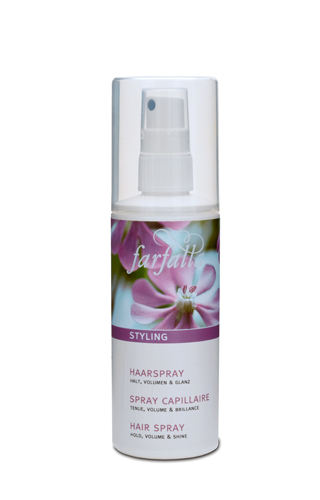 farfalla
STYLING
HAARSPRAY
HALT, VOLUMEN & GLANZ
SPRAY CAPILLAIRE
TENUE, VOLUME & BRILLANCE
HAIR SPRAY
HOLD, VOLUME & SHINE